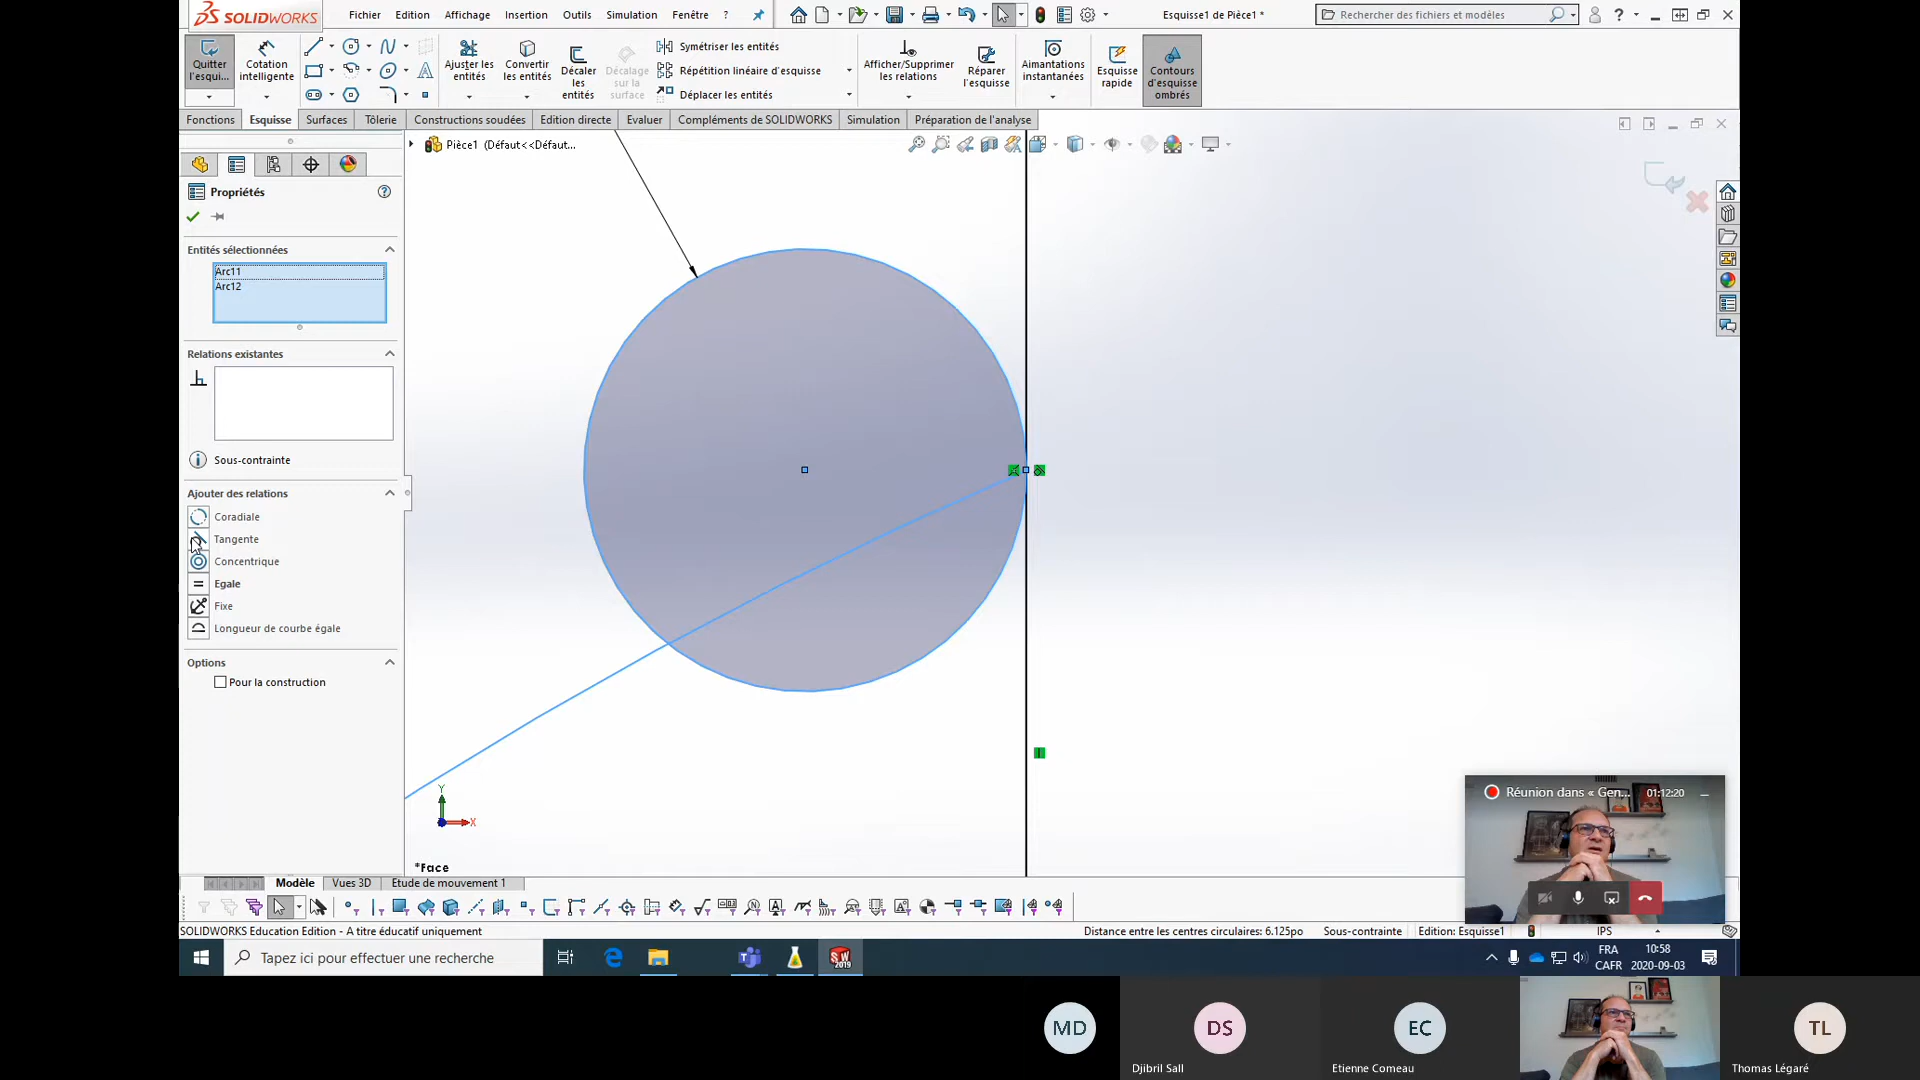 SOLIDWORKS
Fichier Edition Affichage Insertion Outils Simulation Fenêtre ?
Esquisse1 de Pièce1 *
Rechercher des fichiers et modèles
?
Quitter l'esqui...
Cotation intelligente
Ajuster les entités
Convertir les entités
Décaler les entités
Décalage sur la surface
Symétriser les entités
Répétition linéaire d'esquisse
Déplacer les entités
Afficher/Supprimer les relations
Réparer l'esquisse
Aimantations instantanées
Esquisse rapide
Contours d'esquisse ombrés
Fonctions Esquisse Surfaces Tôlerie Constructions soudées Edition directe Evaluer Compléments de SOLIDWORKS Simulation Préparation de l'analyse
Pièce1 (Défaut<<Défaut...
Propriétés
Entités sélectionnées
Arc11
Arc12
Relations existantes
Sous-contrainte
Ajouter des relations
Coradiale
Tangente
Concentrique
Egale
Fixe
Longueur de courbe égale
Options
Pour la construction
Y
X
*Face
Modèle Vues 3D Etude de mouvement 1
SOLIDWORKS Education Edition - A titre éducatif uniquement
Distance entre les centres circulaires: 6.125po Sous-contrainte Edition: Esquisse1 IPS
Réunion dans « Gen... 01:12:20
Tapez ici pour effectuer une recherche
SW
2019
FRA
CAFR
10:58
2020-09-03
MD
DS
EC
TL
Djibril Sall
Etienne Comeau
Thomas Légaré